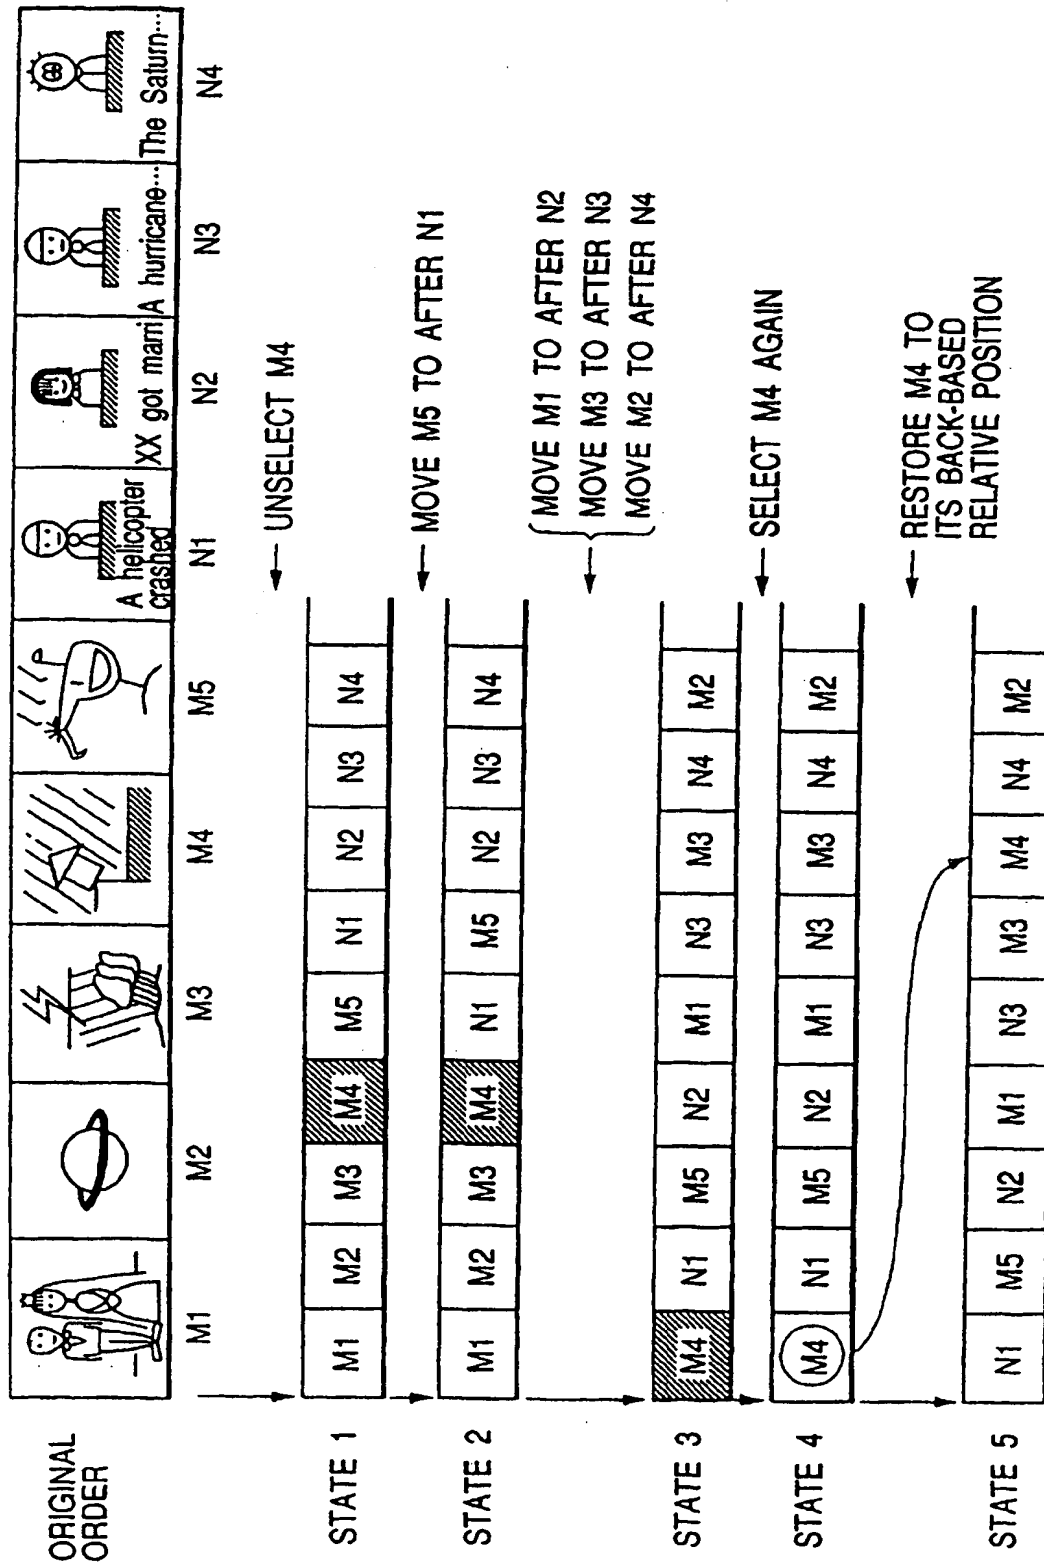 ORIGINAL
ORDER
A helicopter
crashed
XX got marri
A hurricane····
The Saturn···
M1 M2 M3 M4 M5 N1 N2 N3 N4
UNSELECT M4
STATE 1 M1 M2 M3 M4 M5 N1 N2 N3 N4
MOVE M5 TO AFTER N1
STATE 2 M1 M2 M3 M4 N1 M5 N2 N3 N4
MOVE M1 TO AFTER N2
MOVE M3 TO AFTER N3
MOVE M2 TO AFTER N4
STATE 3 M4 N1 M5 N2 M1 N3 M3 N4 M2
SELECT M4 AGAIN
STATE 4 M4 N1 M5 N2 M1 N3 M3 N4 M2
RESTORE M4 TO
ITS BACK-BASED
RELATIVE POSITION
STATE 5 N1 M5 N2 M1 N3 M3 M4 N4 M2